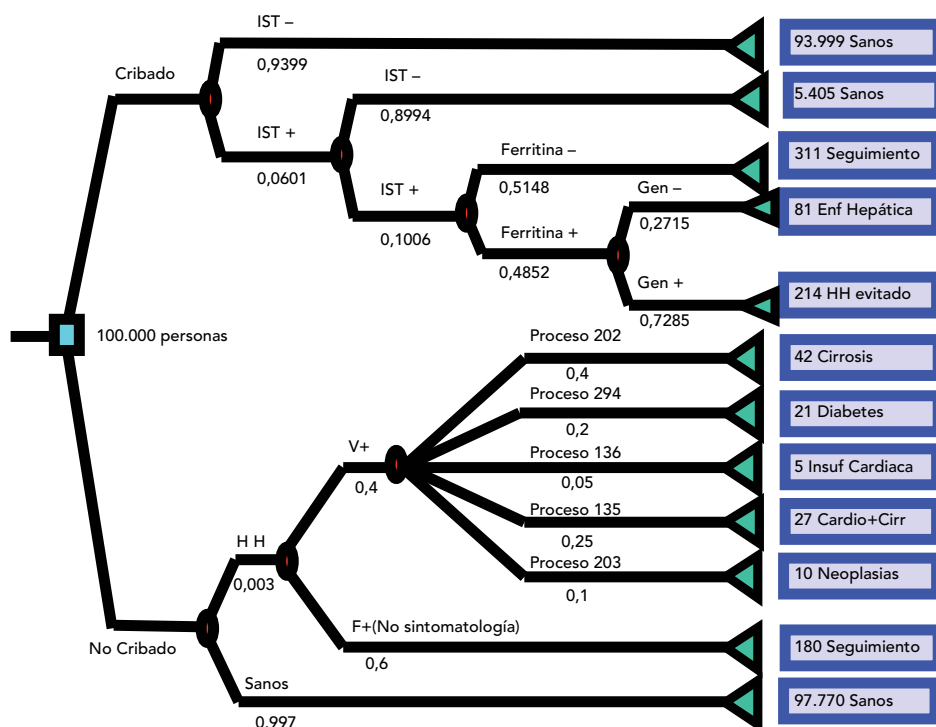 IST –
0,9399
93.999 Sanos
Cribado
IST –
0,8994
5.405 Sanos
IST +
0,0601
Ferritina –
0,5148
311 Seguimiento
IST +
0,1006
Gen –
0,2715
81 Enf Hepática
Ferritina +
0,4852
Gen +
0,7285
214 HH evitado
100.000 personas
Proceso 202
0,4
42 Cirrosis
Proceso 294
0,2
21 Diabetes
V+
0,4
Proceso 136
0,05
5 Insuf Cardiaca
Proceso 135
0,25
27 Cardio+Cirr
H H
0,003
Proceso 203
0,1
10 Neoplasias
F+(No sintomatología)
0,6
180 Seguimiento
No Cribado
Sanos
0,997
97.770 Sanos